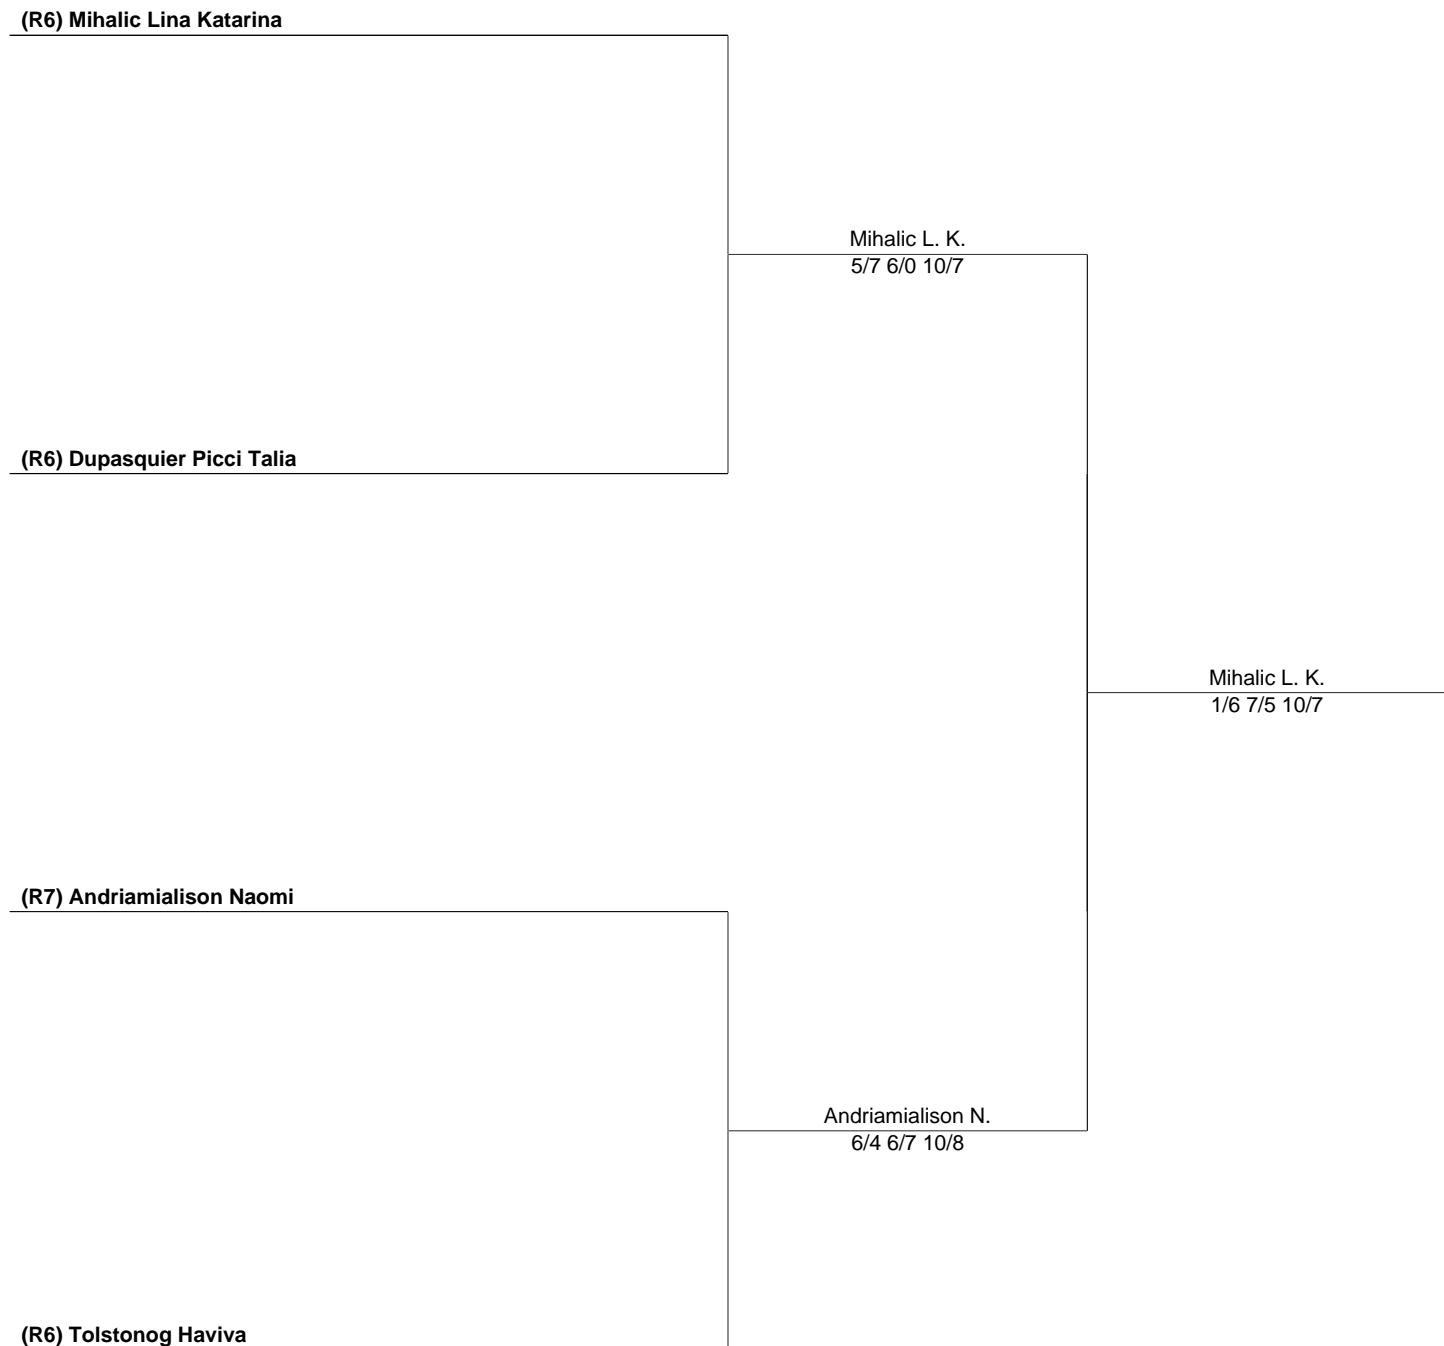 (R6) Mihalic Lina Katarina
Mihalic L. K.
5/7 6/0 10/7
(R6) Dupasquier Picci Talia
Mihalic L. K.
1/6 7/5 10/7
(R7) Andriamialison Naomi
Andriamialison N.
6/4 6/7 10/8
(R6) Tolstonog Haviva